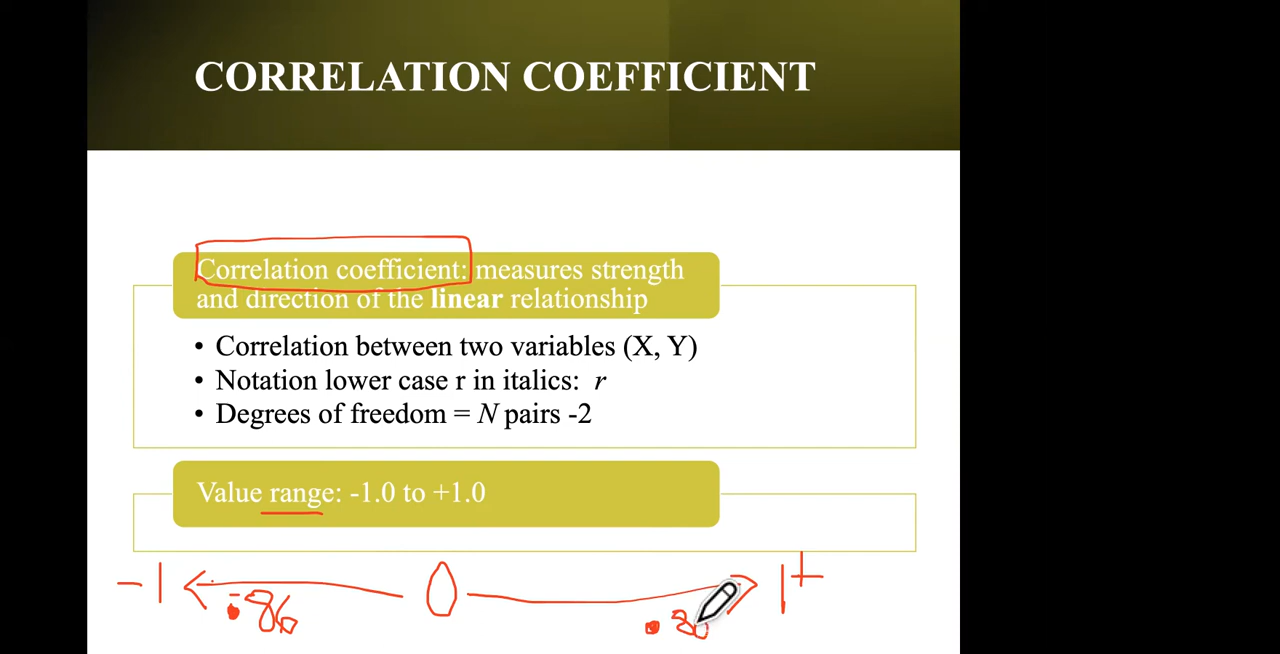 CORRELATION COEFFICIENT
Correlation coefficient: measures strength
and direction of the linear relationship
• Correlation between two variables (X, Y)
• Notation lower case r in italics: r
• Degrees of freedom = N pairs -2
Value range: -1.0 to +1.0
-1 0 1+
-.86